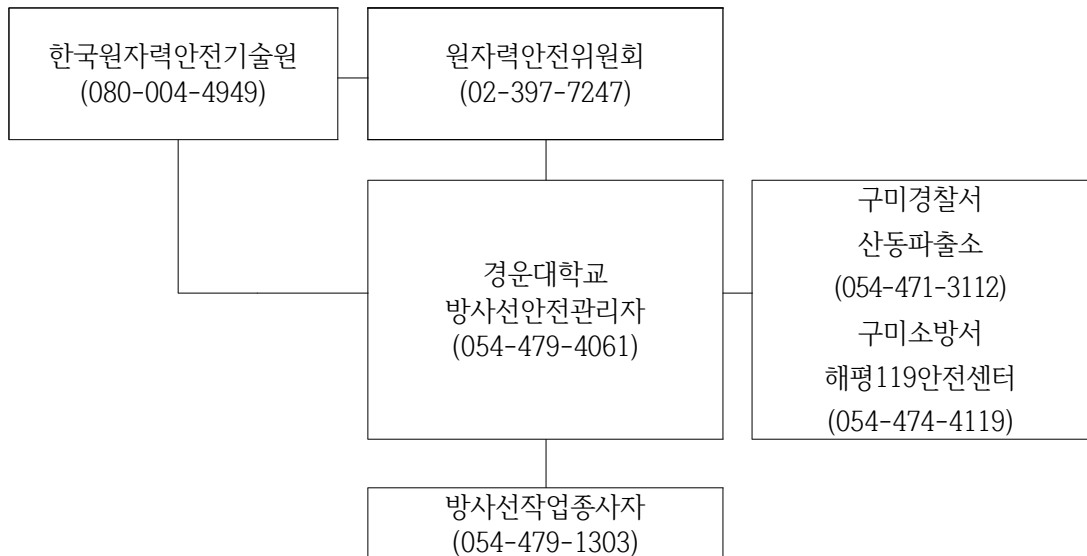 한국원자력안전기술원
(080-004-4949)
원자력안전위원회
(02-397-7247)
경운대학교
방사선안전관리자
(054-479-4061)
구미경찰서
산동파출소
(054-471-3112)
구미소방서
해평119안전센터
(054-474-4119)
방사선작업종사자
(054-479-1303)